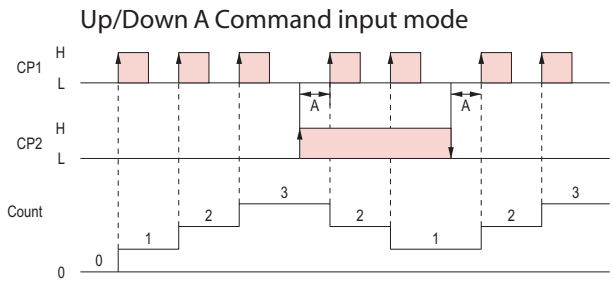 Up/Down A Command input mode
H
CP1
L
A
A
H
CP2
L
3
3
Count
2
2
2
1
1
0
0